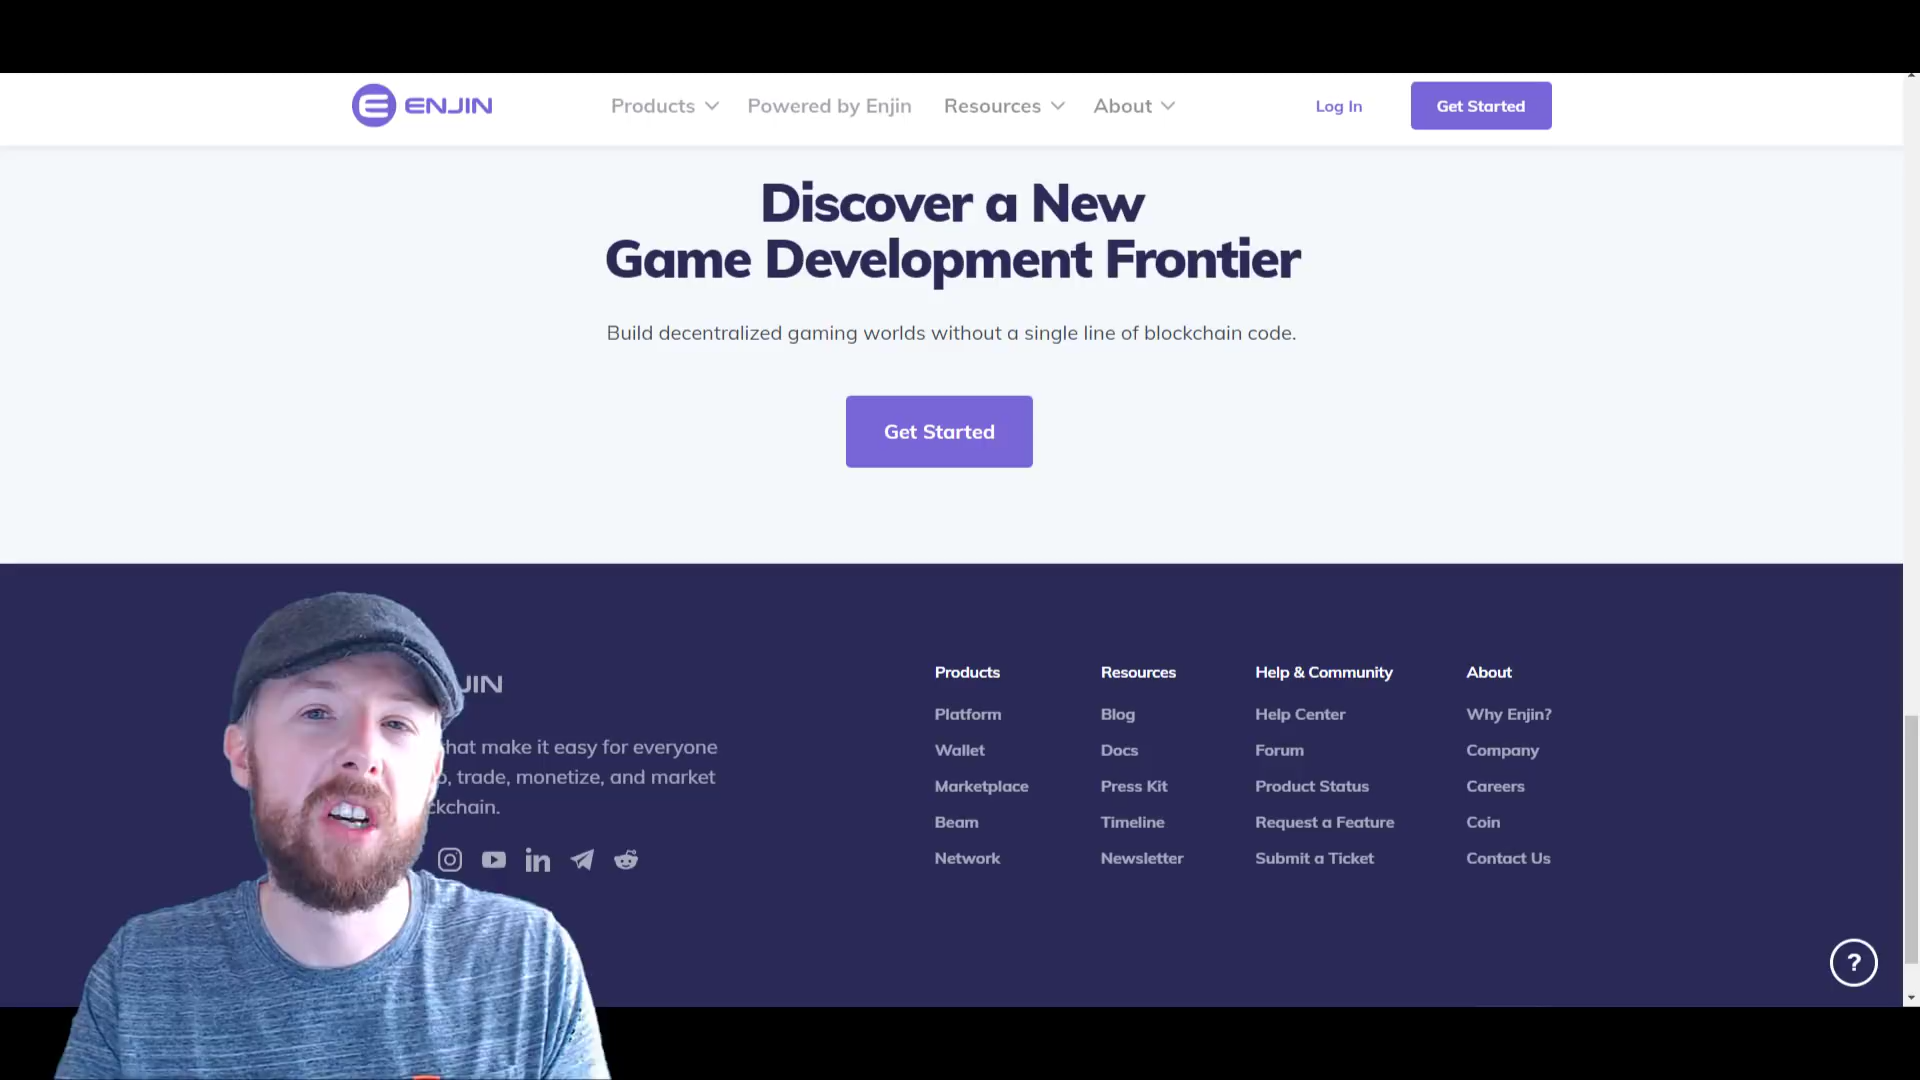 ENJIN
Products
Powered by Enjin
Resources
About
Log In
Get Started
Discover a New
Game Development Frontier
Build decentralized gaming worlds without a single line of blockchain code.
Get Started
JIN
hat make it easy for everyone
, trade, monetize, and market
ckchain.
in
Products
Platform
Wallet
Marketplace
Beam
Network
Resources
Blog
Docs
Press Kit
Timeline
Newsletter
Help & Community
Help Center
Forum
Product Status
Request a Feature
Submit a Ticket
About
Why Enjin?
Company
Careers
Coin
Contact Us
?